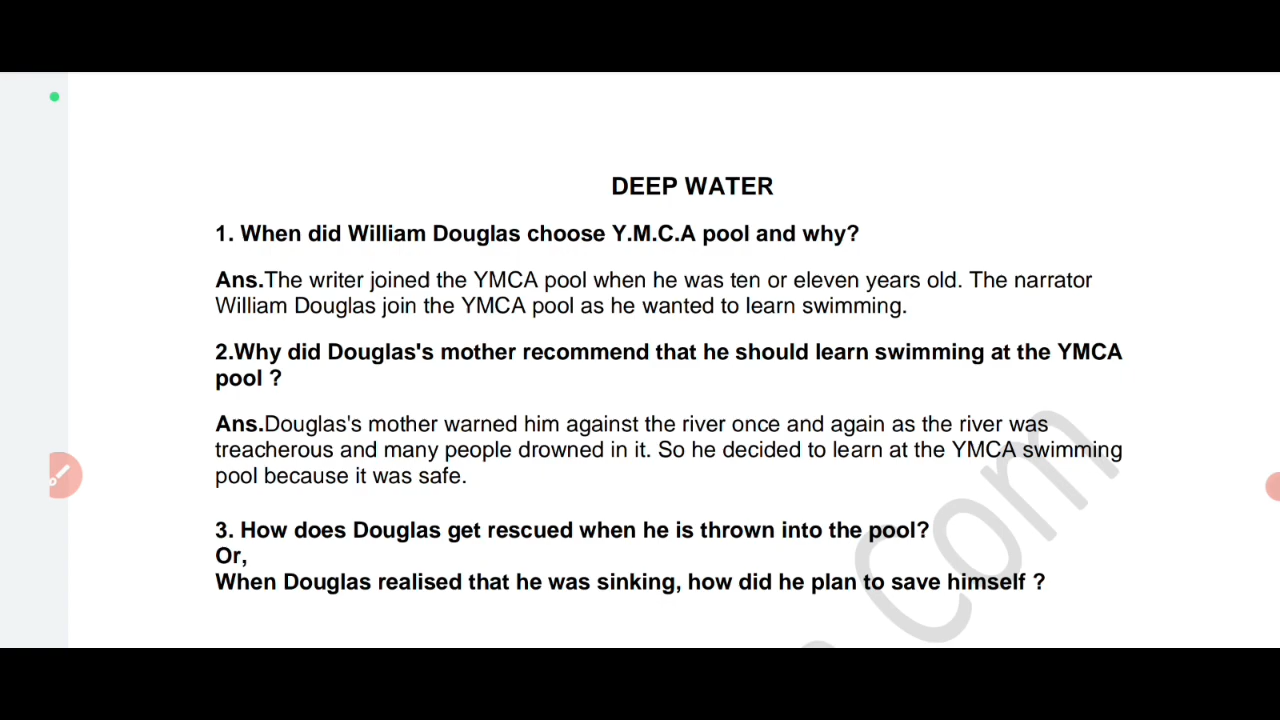 DEEP WATER
1. When did William Douglas choose Y.M.C.A pool and why?
Ans.The writer joined the YMCA pool when he was ten or eleven years old. The narrator
William Douglas join the YMCA pool as he wanted to learn swimming.
2.Why did Douglas's mother recommend that he should learn swimming at the YMCA
pool ?
Ans.Douglas's mother warned him against the river once and again as the river was
treacherous and many people drowned in it. So he decided to learn at the YMCA swimming
pool because it was safe.
3. How does Douglas get rescued when he is thrown into the pool?
Or,
When Douglas realised that he was sinking, how did he plan to save himself ?
Com